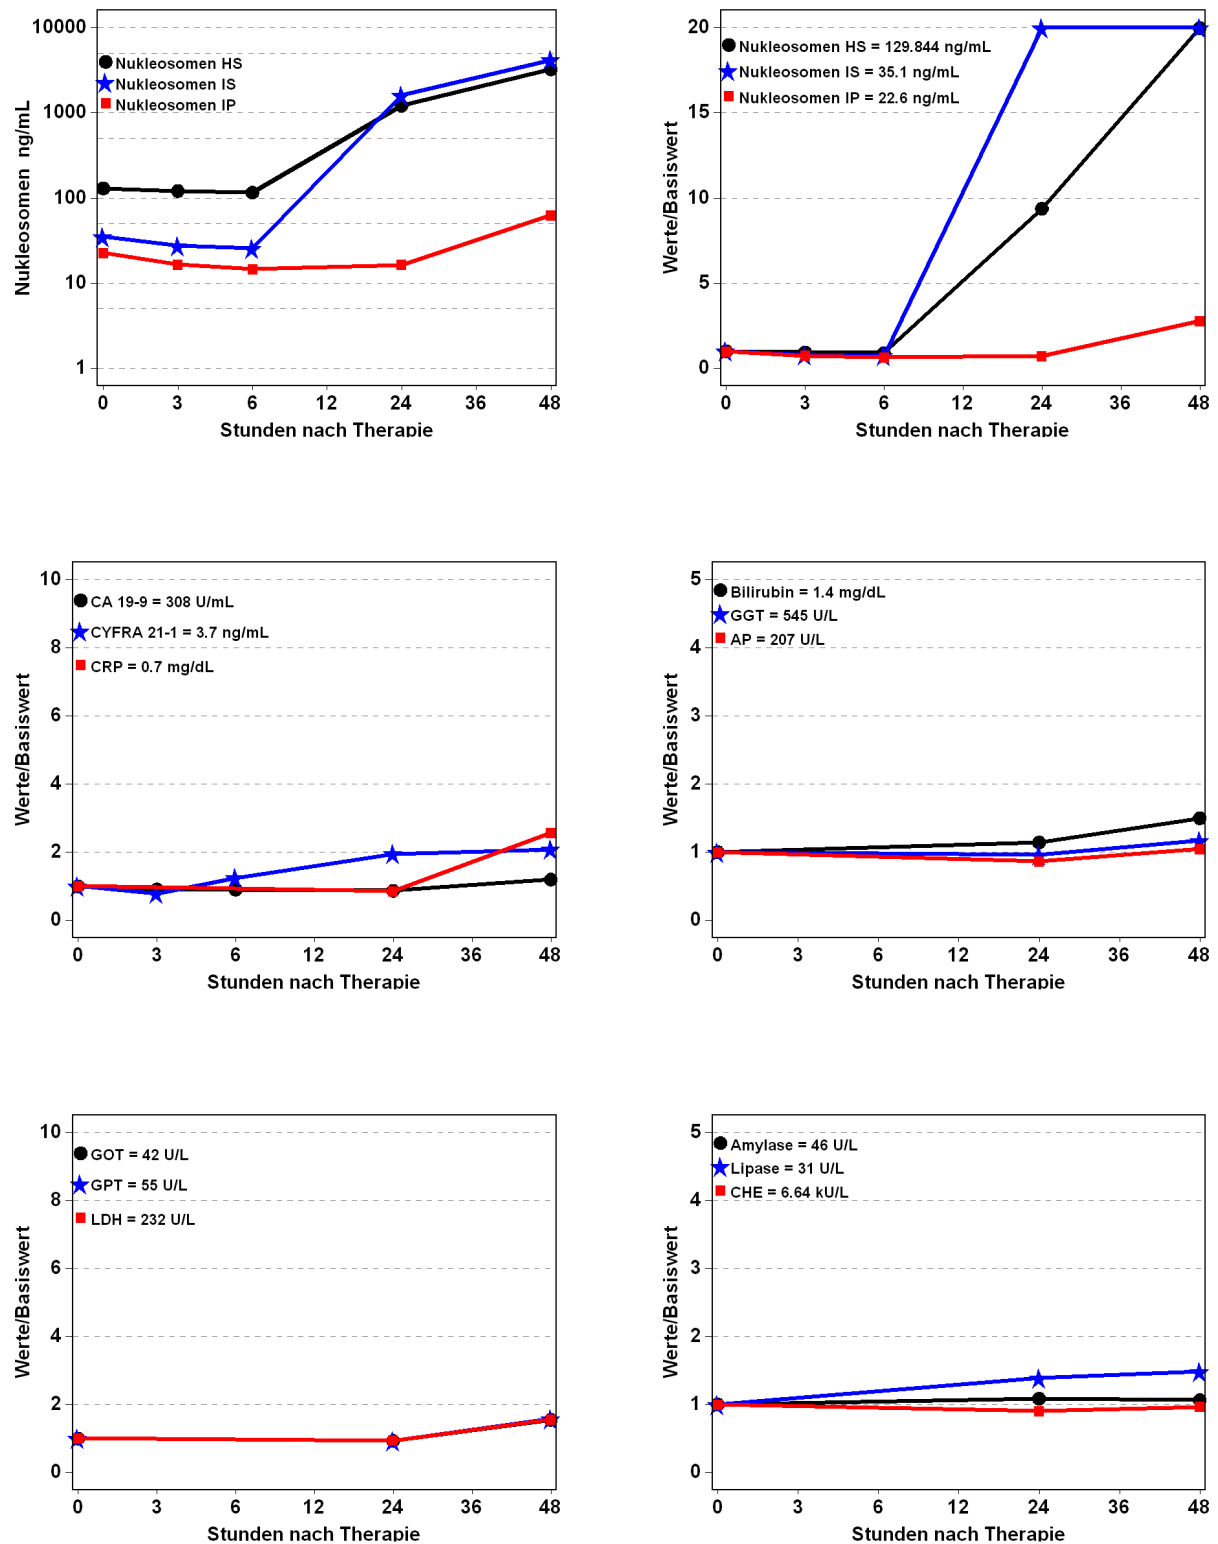 10000
1000
100
10
1
Nukleosomen ng/mL
Nukleosomen HS
Nukleosomen IS
Nukleosomen IP
0 3 6 12 24 36 48
Stunden nach Therapie
20
15
10
5
0
Werte/Basiswert
Nukleosomen HS = 129.844 ng/mL
Nukleosomen IS = 35.1 ng/mL
Nukleosomen IP = 22.6 ng/mL
0 3 6 12 24 36 48
Stunden nach Therapie
10
8
6
4
2
0
Werte/Basiswert
CA 19-9 = 308 U/mL
CYFRA 21-1 = 3.7 ng/mL
CRP = 0.7 mg/dL
0 3 6 12 24 36 48
Stunden nach Therapie
5
4
3
2
1
0
Werte/Basiswert
Bilirubin = 1.4 mg/dL
GGT = 545 U/L
AP = 207 U/L
0 3 6 12 24 36 48
Stunden nach Therapie
10
8
6
4
2
0
Werte/Basiswert
GOT = 42 U/L
GPT = 55 U/L
LDH = 232 U/L
0 3 6 12 24 36 48
Stunden nach Therapie
5
4
3
2
1
0
Werte/Basiswert
Amylase = 46 U/L
Lipase = 31 U/L
CHE = 6.64 kU/L
0 3 6 12 24 36 48
Stunden nach Therapie